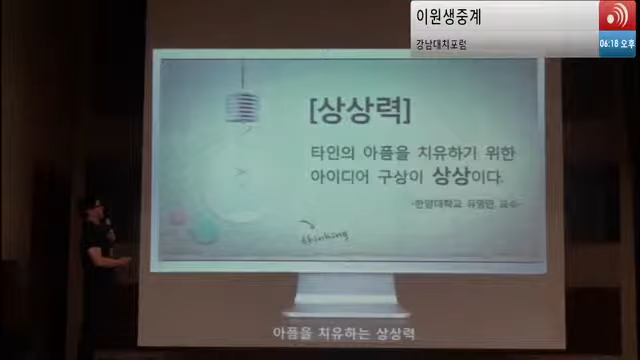 이원생중계
강남대치포럼
06:18 오후
[상상력]
타인의 아픔을 치유하기 위한
아이디어 구상이 상상이다.
-한양대학교 유영만 교수-
thinking
아픔을 치유하는 상상력